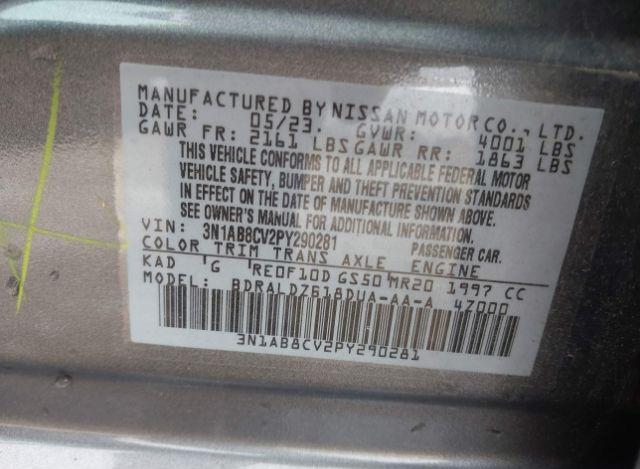 MANUFACTURED BY NISSAN MOTOR CO., LTD.
DATE: 05/23. GVWR: 4001 LBS
GAWR FR: 2161 LBS GAWR RR: 1863 LBS
THIS VEHICLE CONFORMS TO ALL APPLICABLE FEDERAL MOTOR
VEHICLE SAFETY, BUMPER AND THEFT PREVENTION STANDARDS
IN EFFECT ON THE DATE OF MANUFACTURE SHOWN ABOVE.
SEE OWNER'S MANUAL FOR ADDITIONAL INFORMATION.
VIN: 3N1AB8CV2PY290281 PASSENGER CAR.
COLOR TRIM TRANS AXLE ENGINE
KAD G RE0F10D GS50 MR20 1997 CC
MODEL: BDRALDZ618DUA-AA-A 4Z000
3N1AB8CV2PY290281